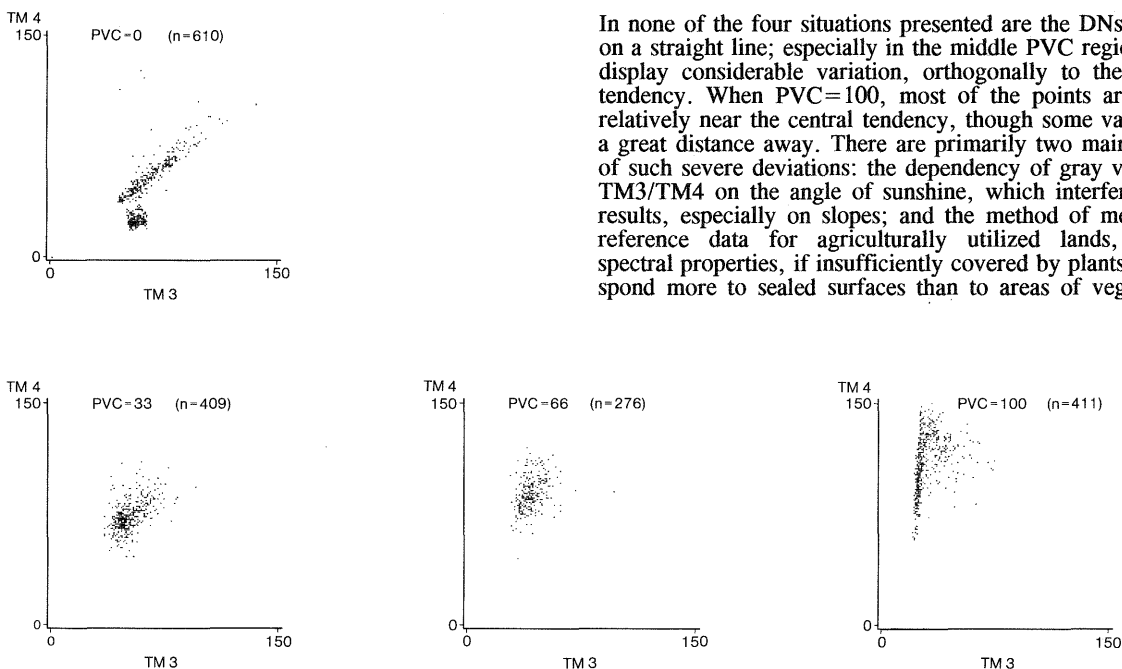 TM 4
150
PVC=0 (n=610)
0
0
150
TM 3
In none of the four situations presented are the DNs
on a straight line; especially in the middle PVC regi
display considerable variation, orthogonally to the
tendency. When PVC=100, most of the points ar
relatively near the central tendency, though some va
a great distance away. There are primarily two main
of such severe deviations: the dependency of gray v
TM3/TM4 on the angle of sunshine, which interfer
results, especially on slopes; and the method of me
reference data for agriculturally utilized lands,
spectral properties, if insufficiently covered by plants
spond more to sealed surfaces than to areas of veg
TM 4
150
PVC=33 (n=409)
0
0
150
TM 3
TM 4
150
PVC=66 (n=276)
0
0
150
TM 3
TM 4
150
PVC=100 (n=411)
0
0
150
TM 3